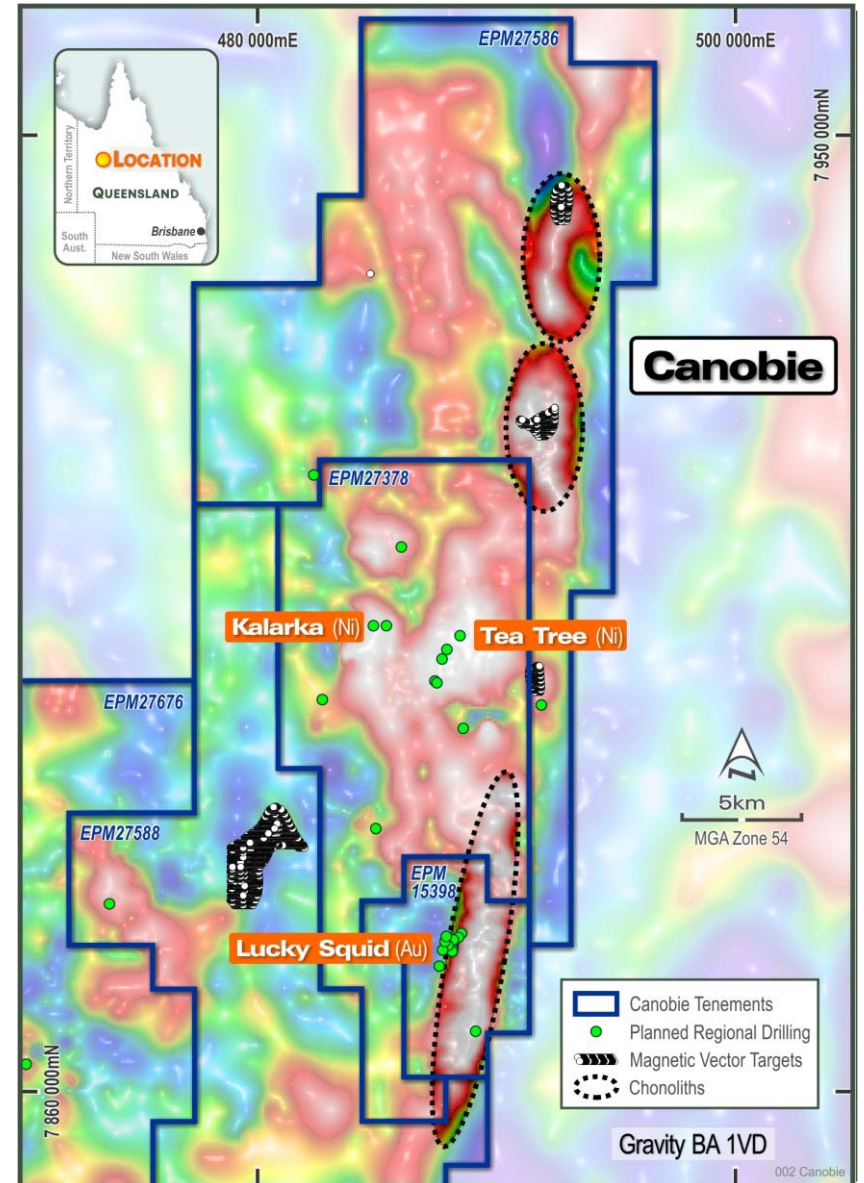 480 000mE
500 000mE
EPM27586
7 950 000mN
LOCATION
QUEENSLAND
Northern Territory
Brisbane
South
Aust.
New South Wales
Canobie
EPM27378
Kalarka (Ni)
Tea Tree (Ni)
EPM27676
5km
MGA Zone 54
EPM27588
EPM
15398
Lucky Squid (Au)
Canobie Tenements
Planned Regional Drilling
Magnetic Vector Targets
Chonoliths
7 860 000mN
Gravity BA 1VD
002 Canobie